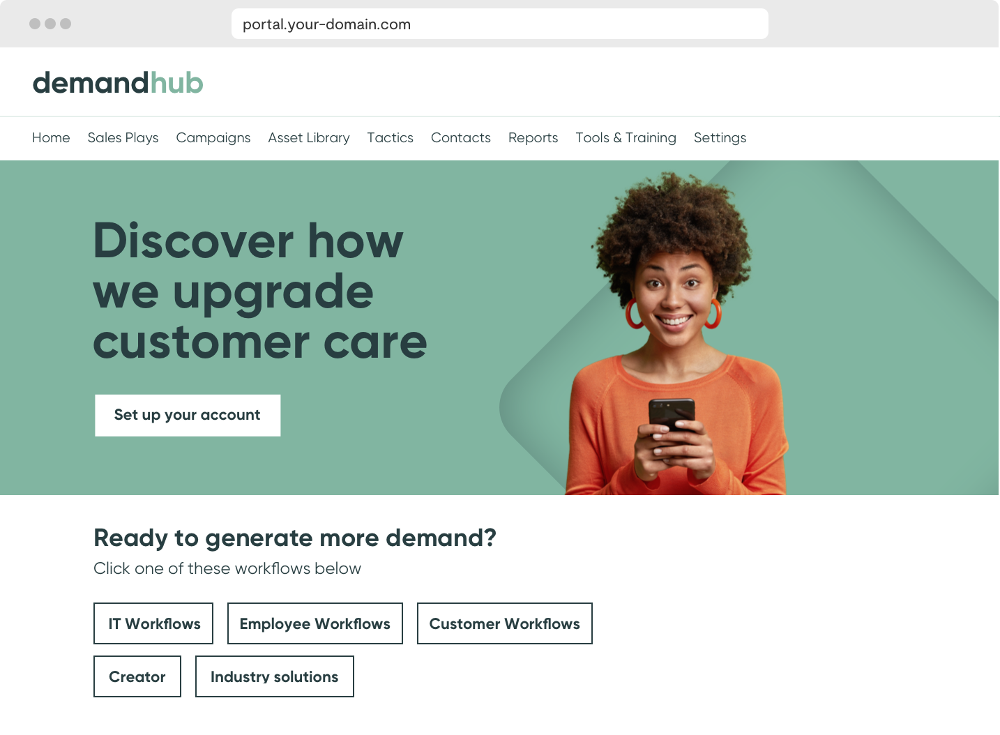 portal.your-domain.com
demandhub
Home Sales Plays Campaigns Asset Library Tactics Contacts Reports Tools & Training Settings
Discover how
we upgrade
customer care
Set up your account
Ready to generate more demand?
Click one of these workflows below
IT Workflows Employee Workflows Customer Workflows
Creator Industry solutions